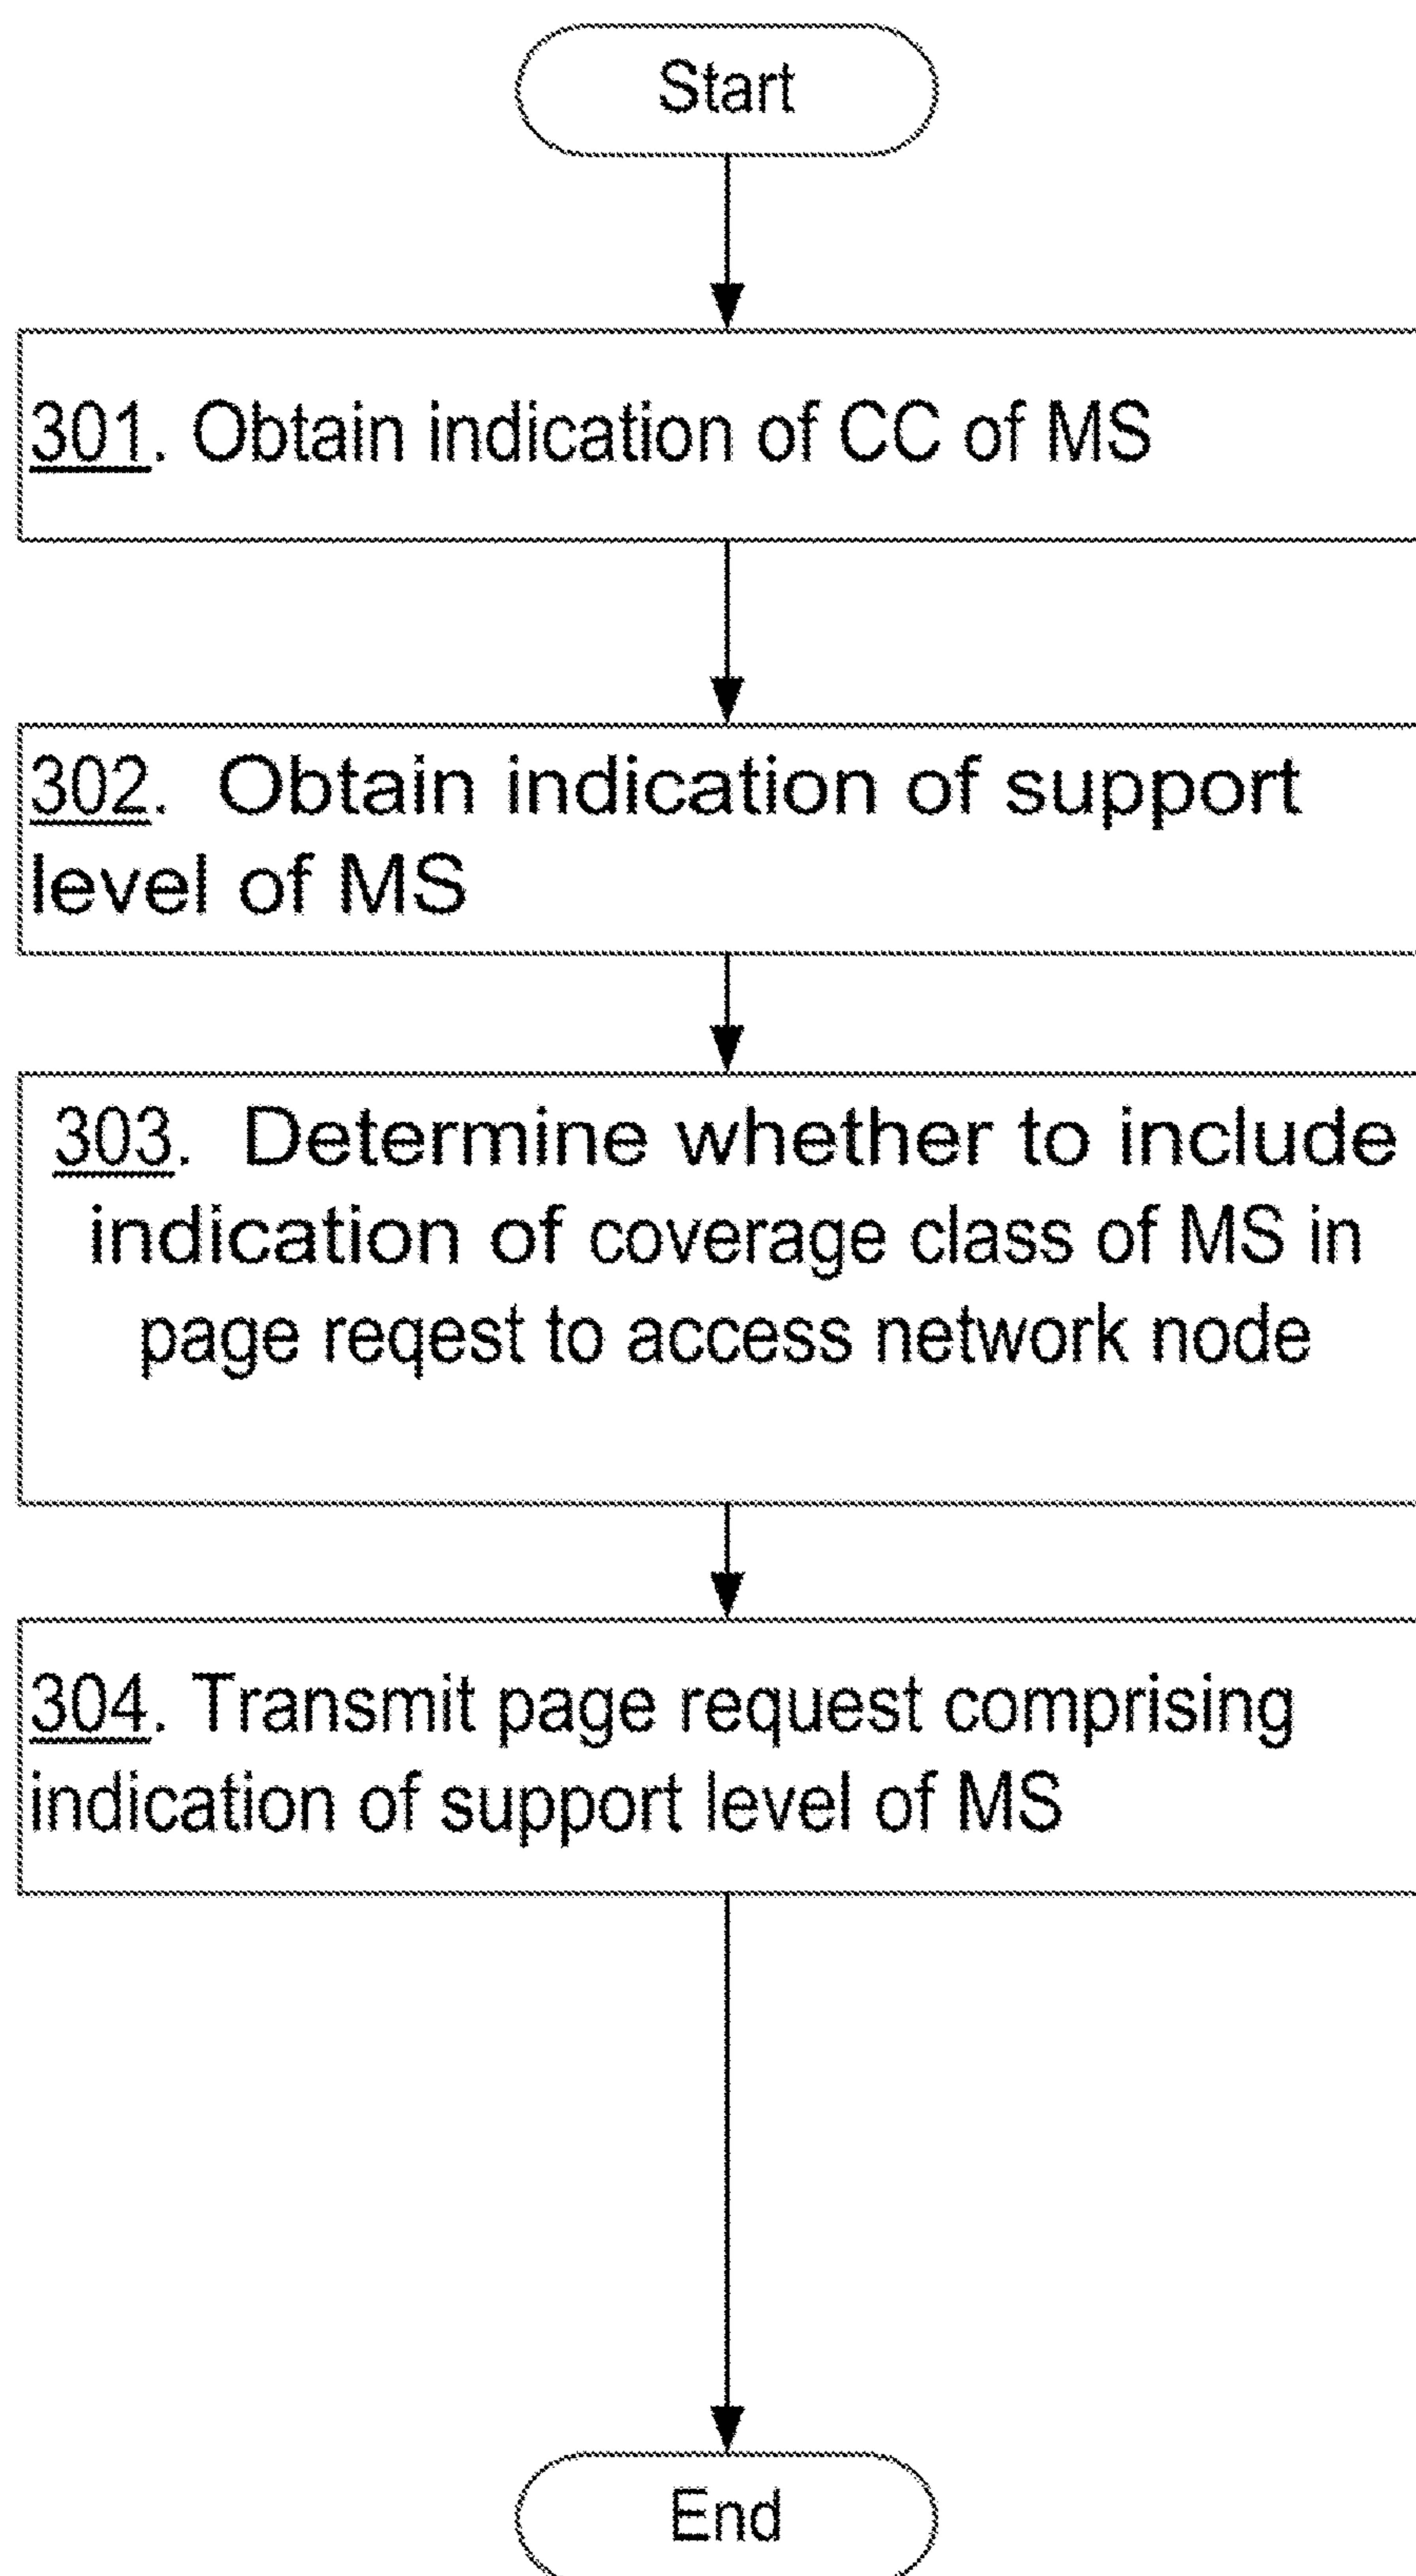 Start
301. Obtain indication of CC of MS
302. Obtain indication of support
level of MS
303. Determine whether to include
indication of coverage class of MS in
page reqest to access network node
304. Transmit page request comprising
indication of support level of MS
End